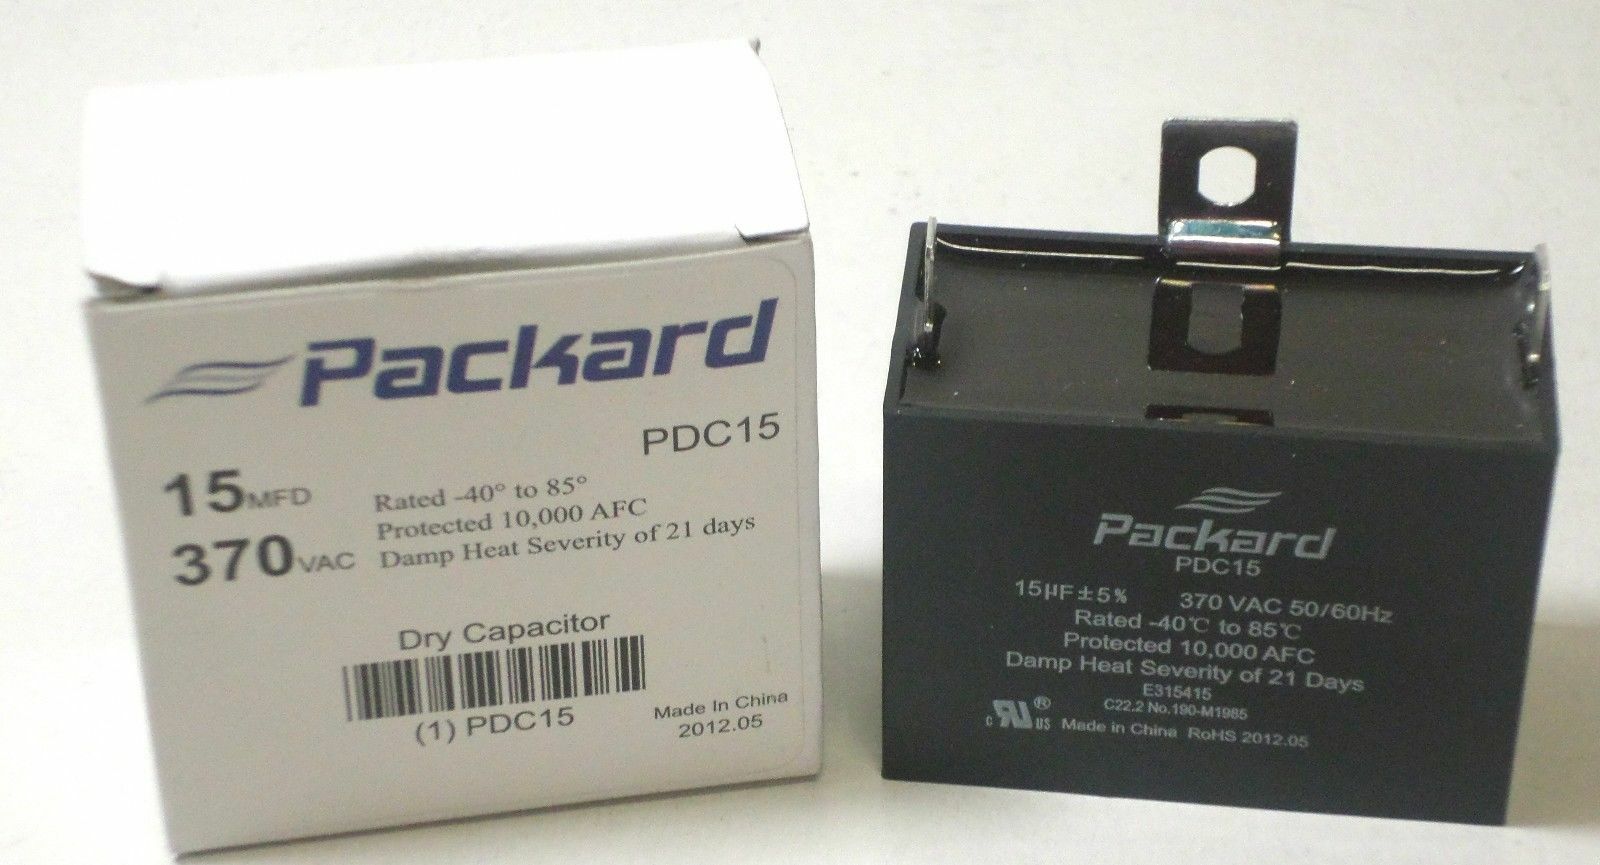 Packard
PDC15
15MFD
370VAC
Rated -40° to 85°
Protected 10,000 AFC
Damp Heat Severity of 21 days
Dry Capacitor
(1) PDC15
Made In China
2012.05
Packard
PDC15
15µF±5% 370 VAC 50/60Hz
Rated -40℃ to 85℃
Protected 10,000 AFC
Damp Heat Severity of 21 Days
E315415
C22.2 No.190-M1985
c RU ® US Made in China RoHS 2012.05